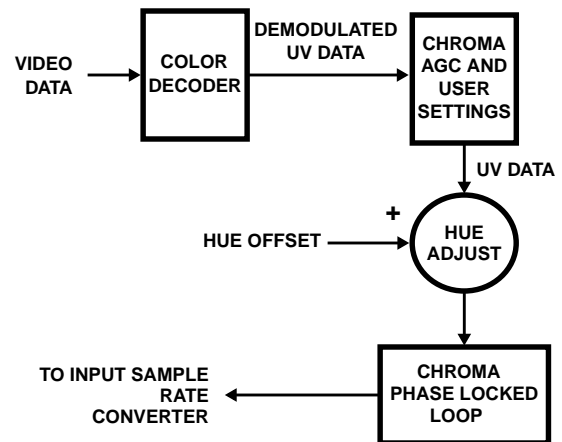 VIDEO
DATA
COLOR
DECODER
DEMODULATED
UV DATA
CHROMA
AGC AND
USER
SETTINGS
UV DATA
+
HUE OFFSET
HUE
ADJUST
TO INPUT SAMPLE
RATE
CONVERTER
CHROMA
PHASE LOCKED
LOOP